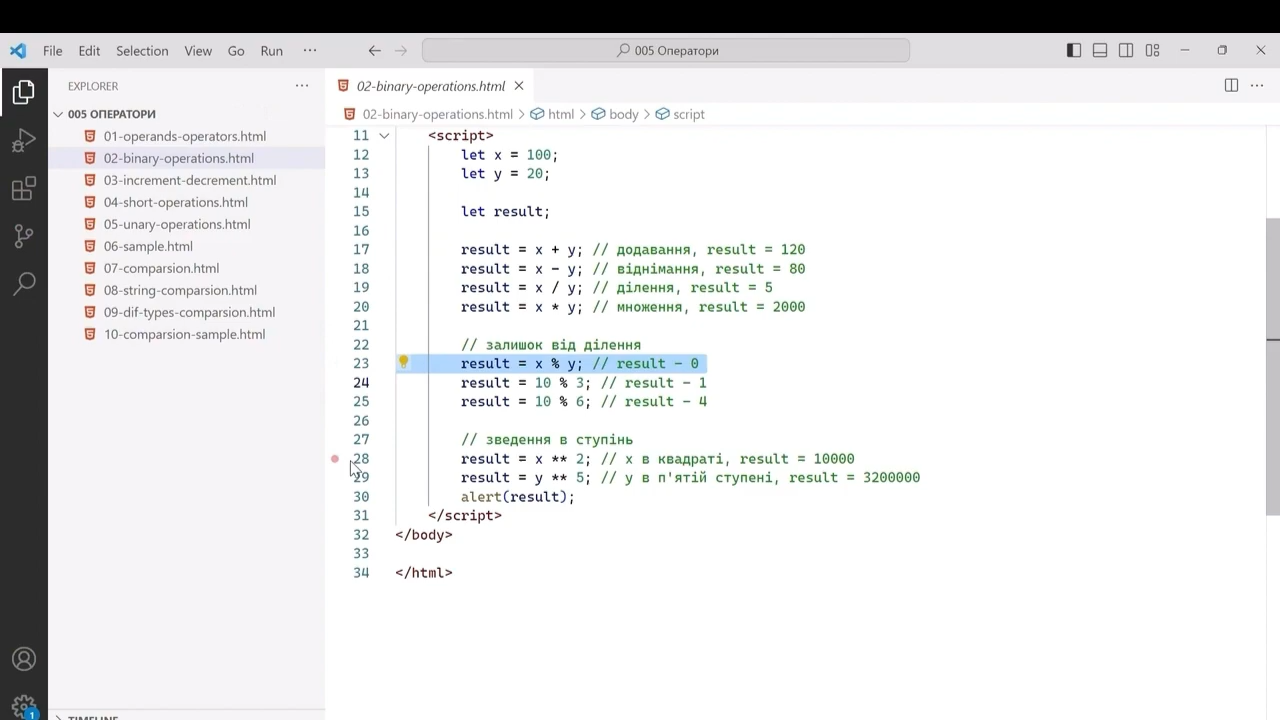 File Edit Selection View Go Run ··· 005 Оператори
EXPLORER
005 ОПЕРАТОРИ
01-operands-operators.html
02-binary-operations.html
03-increment-decrement.html
04-short-operations.html
05-unary-operations.html
06-sample.html
07-comparsion.html
08-string-comparsion.html
09-dif-types-comparsion.html
10-comparsion-sample.html
TIMELINE
1
02-binary-operations.html
02-binary-operations.html > html > body > script
11 <script>
12 let x = 100;
13 let y = 20;
14
15 let result;
16
17 result = x + y; // додавання, result = 120
18 result = x - y; // віднімання, result = 80
19 result = x / y; // ділення, result = 5
20 result = x * y; // множення, result = 2000
21
22 // залишок від ділення
23 result = x % y; // result - 0
24 result = 10 % 3; // result - 1
25 result = 10 % 6; // result - 4
26
27 // зведення в ступінь
28 result = x ** 2; // x в квадраті, result = 10000
29 result = y ** 5; // y в п'ятій ступені, result = 3200000
30 alert(result);
31 </script>
32 </body>
33
34 </html>